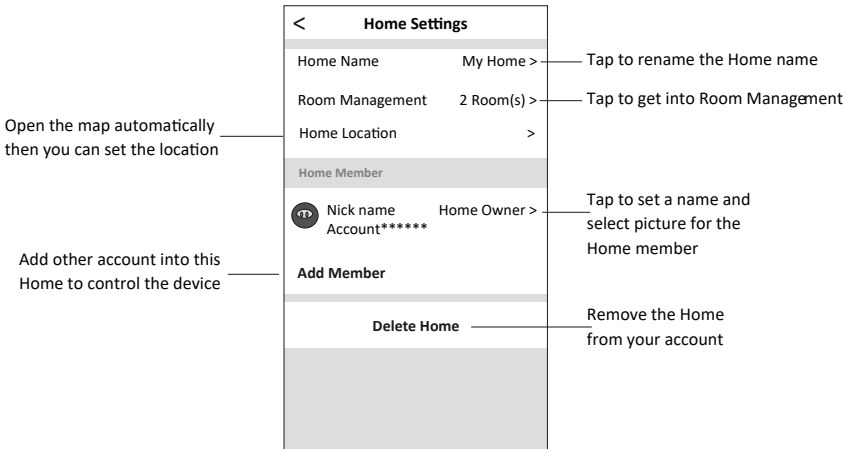 < Home Settings
Home Name My Home >
Tap to rename the Home name
Room Management 2 Room(s) >
Tap to get into Room Management
Open the map automatically
then you can set the location
Home Location >
Home Member
Nick name Home Owner >
Account******
Tap to set a name and
select picture for the
Home member
Add other account into this
Home to control the device
Add Member
Delete Home
Remove the Home
from your account